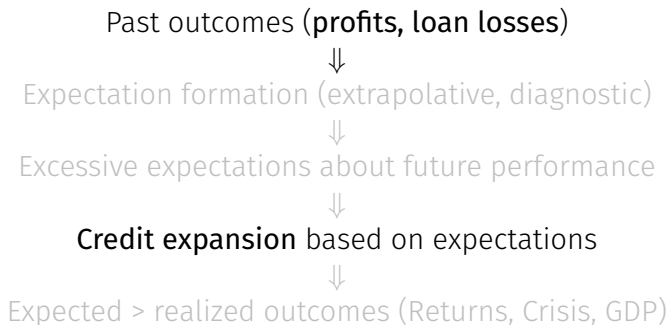 Past outcomes (profits, loan losses)
⇓
Expectation formation (extrapolative, diagnostic)
⇓
Excessive expectations about future performance
⇓
Credit expansion based on expectations
⇓
Expected > realized outcomes (Returns, Crisis, GDP)